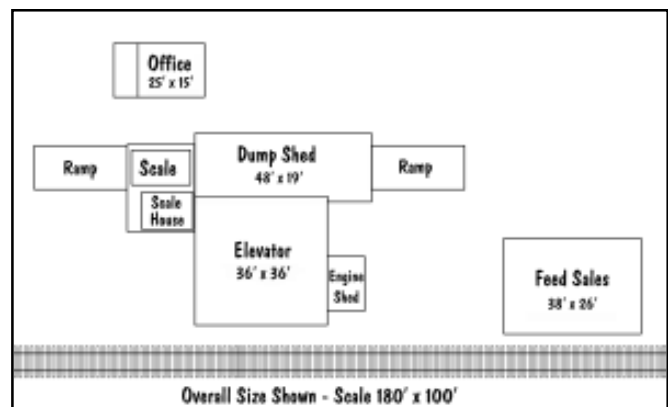 Office
25' x 15'
Ramp
Scale
Dump Shed
48' x 19'
Ramp
Scale
House
Elevator
36' x 36'
Engine
Shed
Feed Sales
38' x 26'
Overall Size Shown - Scale 180' x 100'